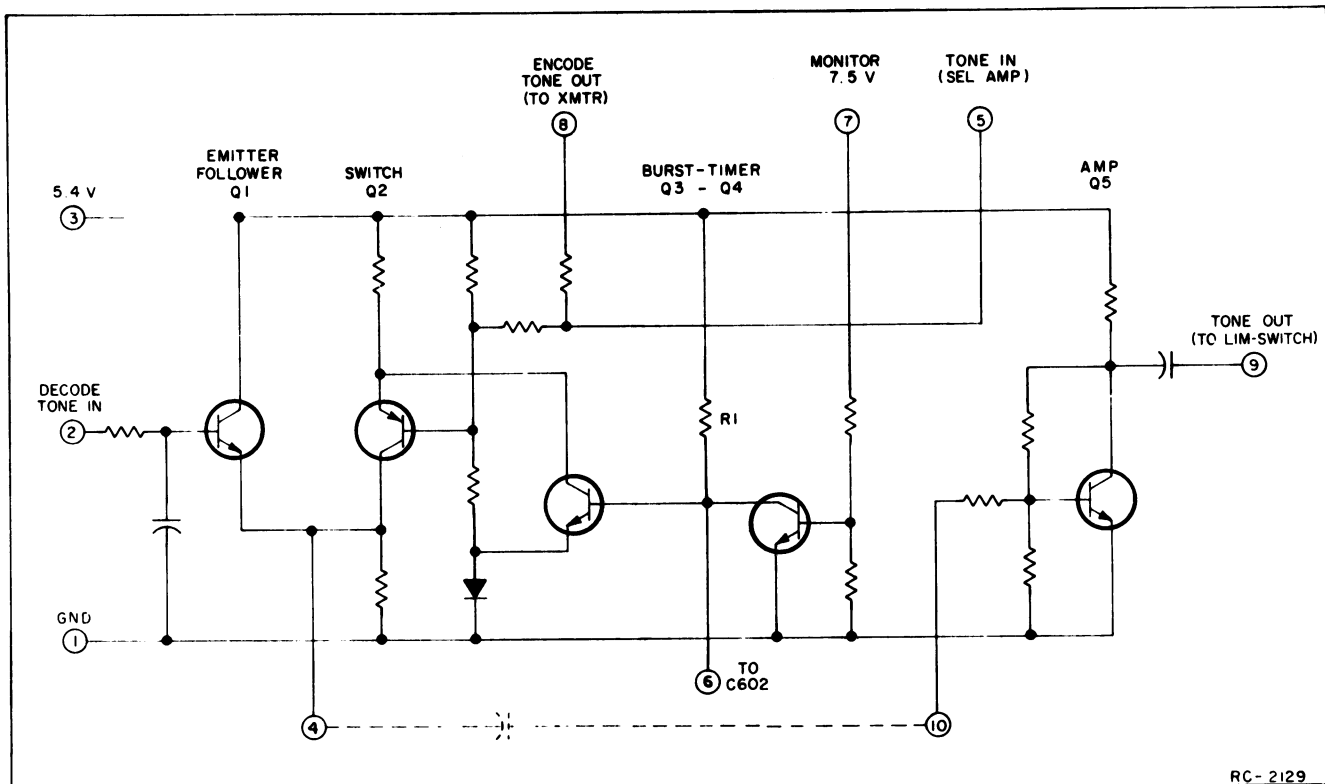 ENCODE
TONE OUT
(TO XMTR)
8
MONITOR
7.5 V
7
TONE IN
(SEL AMP)
5
EMITTER
FOLLOWER
Q1
SWITCH
Q2
BURST-TIMER
Q3 - Q4
AMP
Q5
5.4 V
3
TONE OUT
(TO LIM-SWITCH)
9
DECODE
TONE IN
2
R1
GND
1
6
TO
C602
4
10
RC-2129